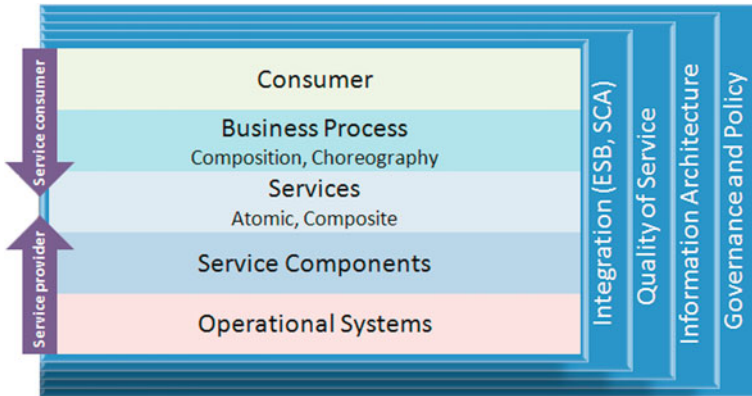 Service consumer
Service provider
Consumer
Business Process
Composition, Choreography
Services
Atomic, Composite
Service Components
Operational Systems
Integration (ESB, SCA)
Quality of Service
Information Architecture
Governance and Policy